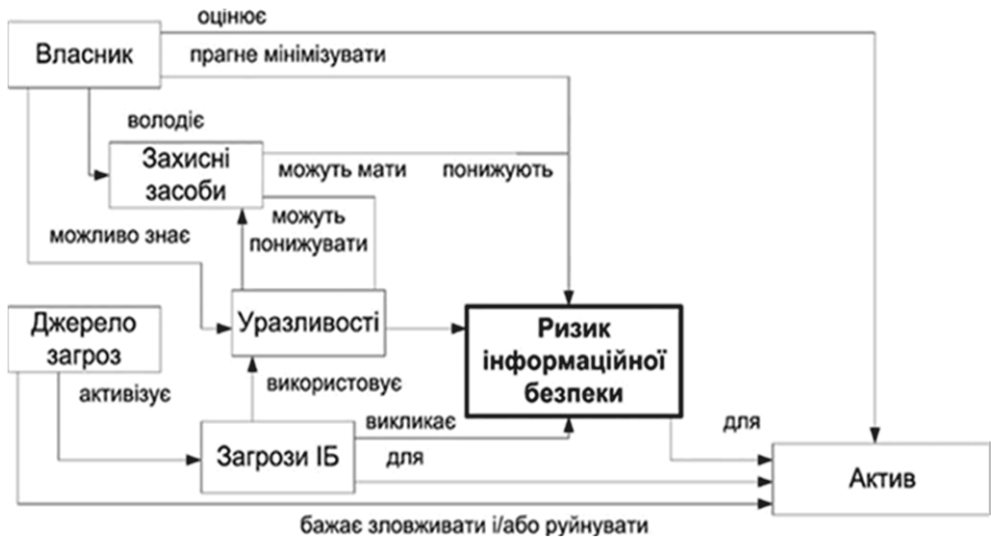 оцінює
Власник
прагне мінімізувати
володіє
Захисні
засоби
можуть мати
понижують
можуть
понижувати
можливо знає
Джерело
загроз
Уразливості
Ризик
інформаційної
безпеки
активізує
використовує
викликає
Загрози ІБ
для
для
Актив
бажає зловживати і/або руйнувати